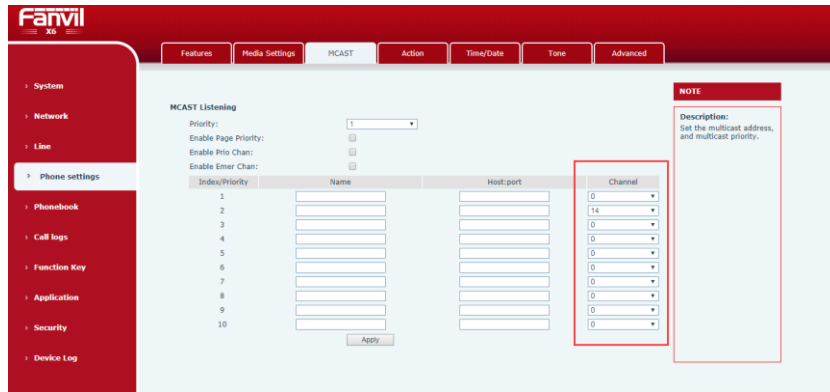 Fanvil
X6
Features Media Settings MCAST Action Time/Date Tone Advanced
› System
› Network
› Line
› Phone settings
› Phonebook
› Call logs
› Function Key
› Application
› Security
› Device Log
MCAST Listening
Priority: 1
Enable Page Priority:
Enable Prio Chan:
Enable Emer Chan:
Index/Priority Name Host:port Channel
1 0
2 14
3 0
4 0
5 0
6 0
7 0
8 0
9 0
10 0
Apply
NOTE
Description:
Set the multicast address,
and multicast priority.